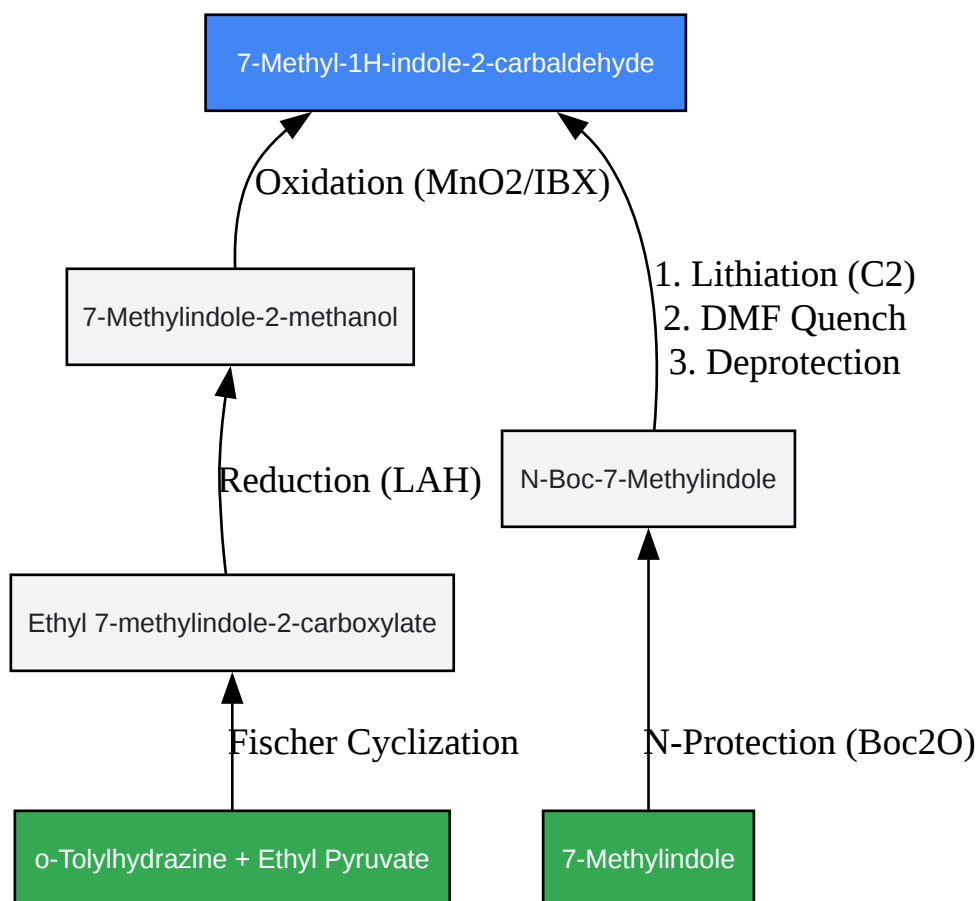 7-Methyl-1H-indole-2-carbaldehyde
Oxidation (MnO2/IBX)
1. Lithiation (C2)
2. DMF Quench
3. Deprotection
7-Methylindole-2-methanol
N-Boc-7-Methylindole
Reduction (LAH)
Ethyl 7-methylindole-2-carboxylate
Fischer Cyclization
N-Protection (Boc2O)
o-Tolylhydrazine + Ethyl Pyruvate
7-Methylindole